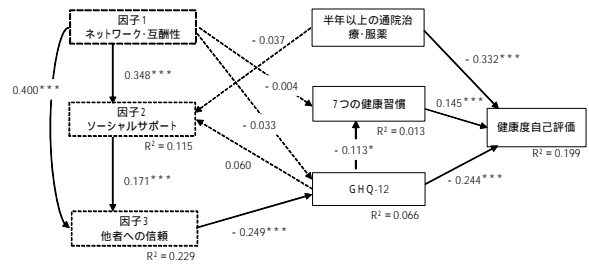 因子1
ネットワーク・互酬性
半年以上の通院治
療・服薬
- 0.037
- 0.332***
0.400***
0.348***
- 0.004
因子2
ソーシャルサポート
R² = 0.115
7つの健康習慣
R² = 0.013
0.145***
健康度自己評価
R² = 0.199
- 0.033
- 0.113*
0.060
0.171***
GHQ-12
R² = 0.066
- 0.244***
因子3
他者への信頼
R² = 0.229
- 0.249***